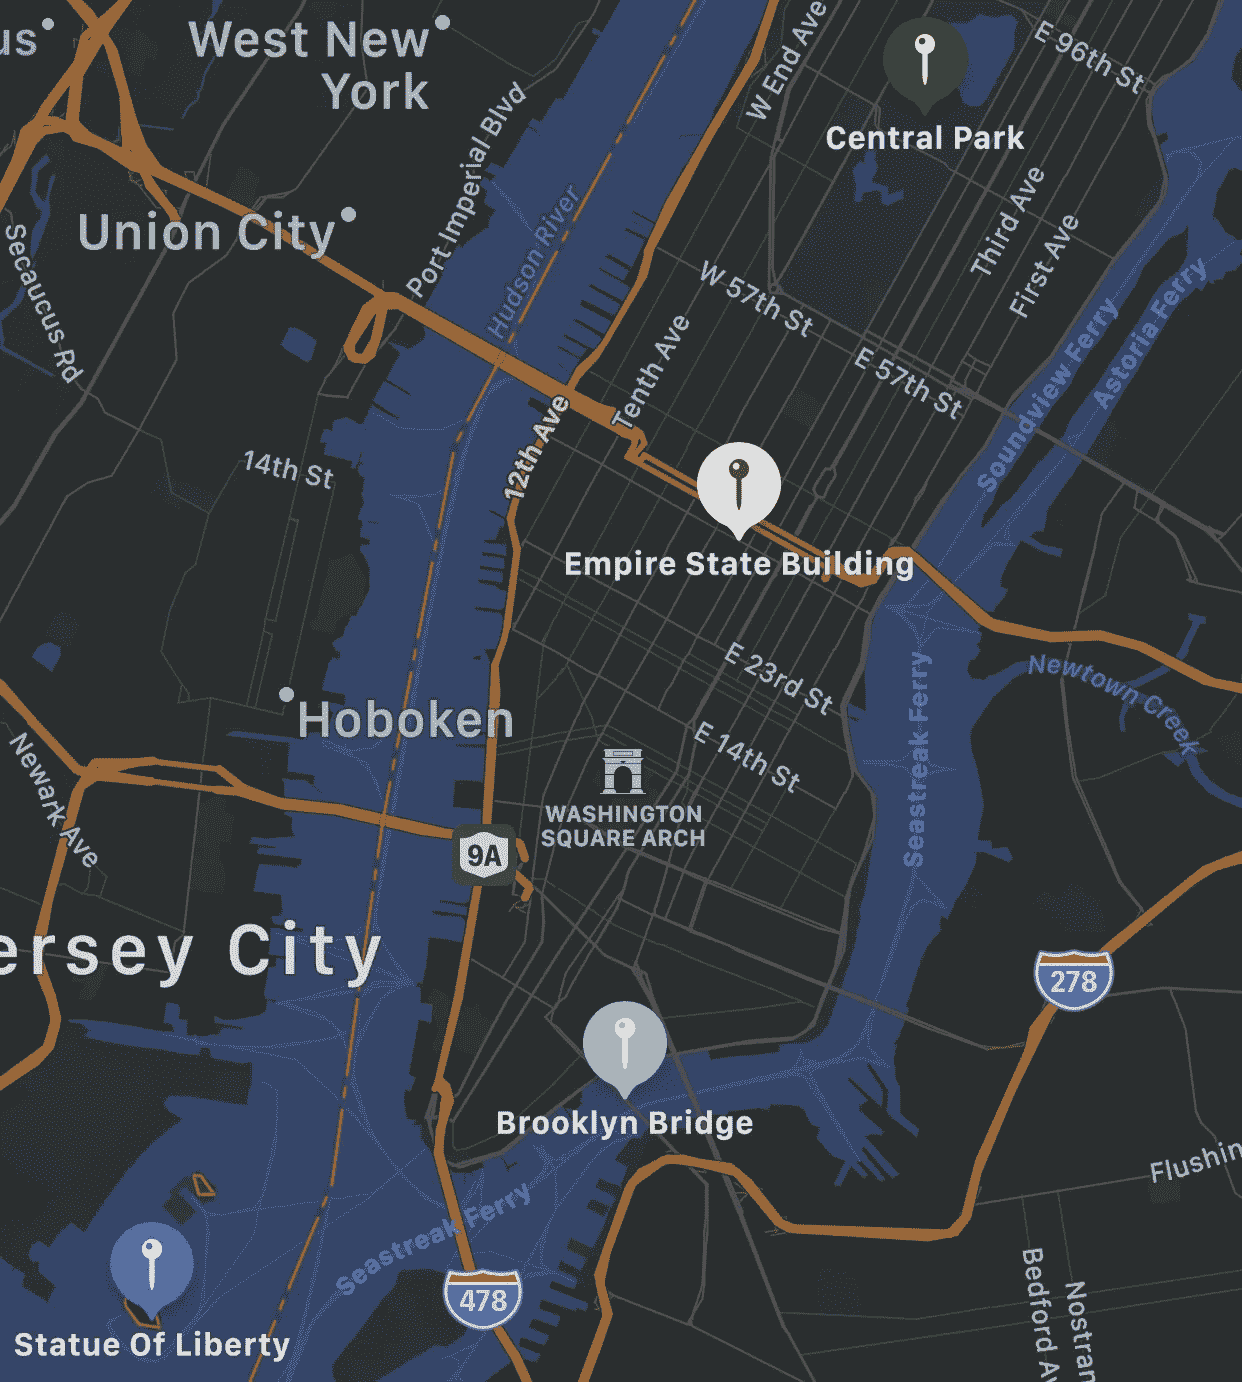 us
West New
York
W End Ave
E 96th St
Central Park
Port Imperial Blvd
Union City
Hudson River
Third Ave
First Ave
Secaucus Rd
W 57th St
E 57th St
Soundview Ferry
Astoria Ferry
Tenth Ave
12th Ave
14th St
Empire State Building
E 23rd St
Seastreak Ferry
Newtown Creek
Hoboken
E 14th St
Newark Ave
WASHINGTON
SQUARE ARCH
9A
ersey City
278
Brooklyn Bridge
Flushin
Seastreak Ferry
Statue Of Liberty
478
Bedford Av
Nostran